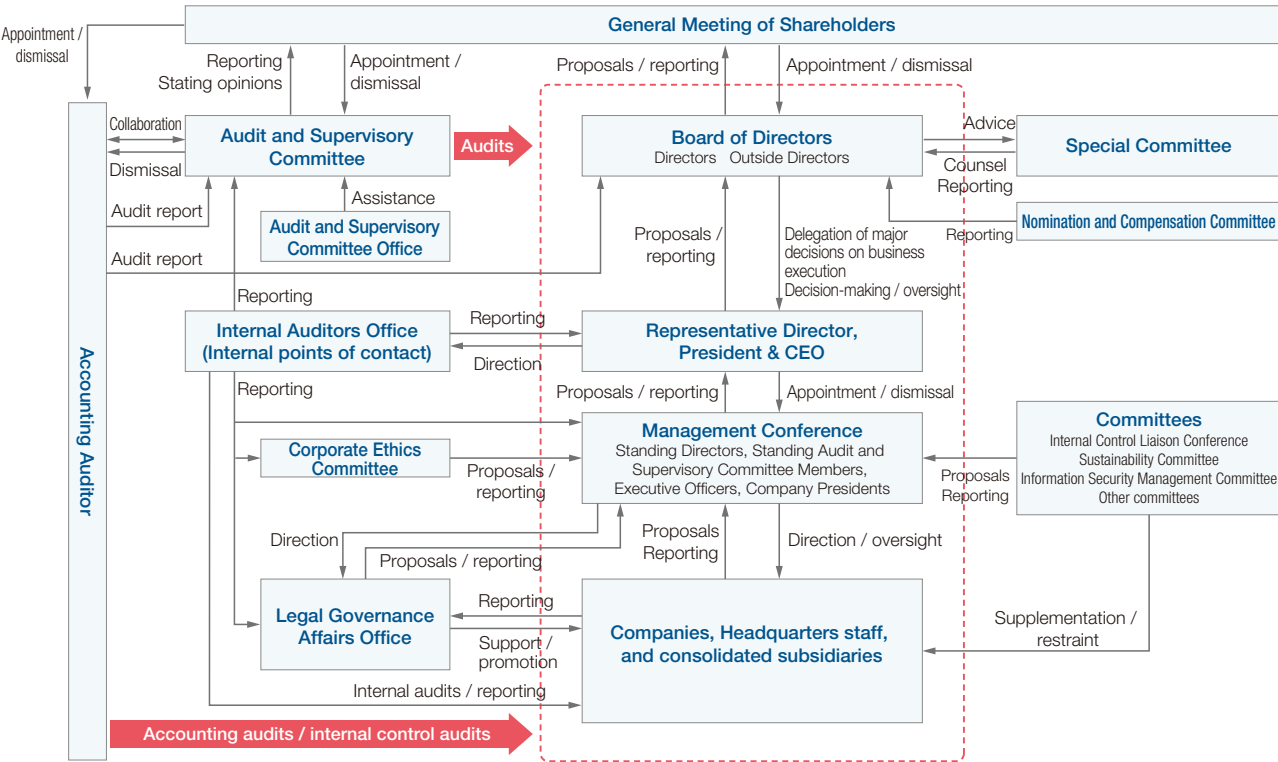 General Meeting of Shareholders
Appointment /
dismissal
Reporting
Stating opinions
Appointment /
dismissal
Proposals / reporting
Appointment / dismissal
Collaboration
Dismissal
Audit and Supervisory
Committee
Audits
Board of Directors
Directors Outside Directors
Advice
Counsel
Reporting
Special Committee
Audit report
Assistance
Audit and Supervisory
Committee Office
Nomination and Compensation Committee
Reporting
Audit report
Proposals /
reporting
Delegation of major
decisions on business
execution
Decision-making / oversight
Reporting
Accounting Auditor
Internal Auditors Office
(Internal points of contact)
Reporting
Direction
Representative Director,
President & CEO
Reporting
Proposals / reporting
Appointment / dismissal
Corporate Ethics
Committee
Proposals /
reporting
Management Conference
Standing Directors, Standing Audit and
Supervisory Committee Members,
Executive Officers, Company Presidents
Proposals
Reporting
Committees
Internal Control Liaison Conference
Sustainability Committee
Information Security Management Committee
Other committees
Direction
Proposals / reporting
Proposals
Reporting
Direction / oversight
Legal Governance
Affairs Office
Reporting
Support /
promotion
Companies, Headquarters staff,
and consolidated subsidiaries
Supplementation /
restraint
Internal audits / reporting
Accounting audits / internal control audits